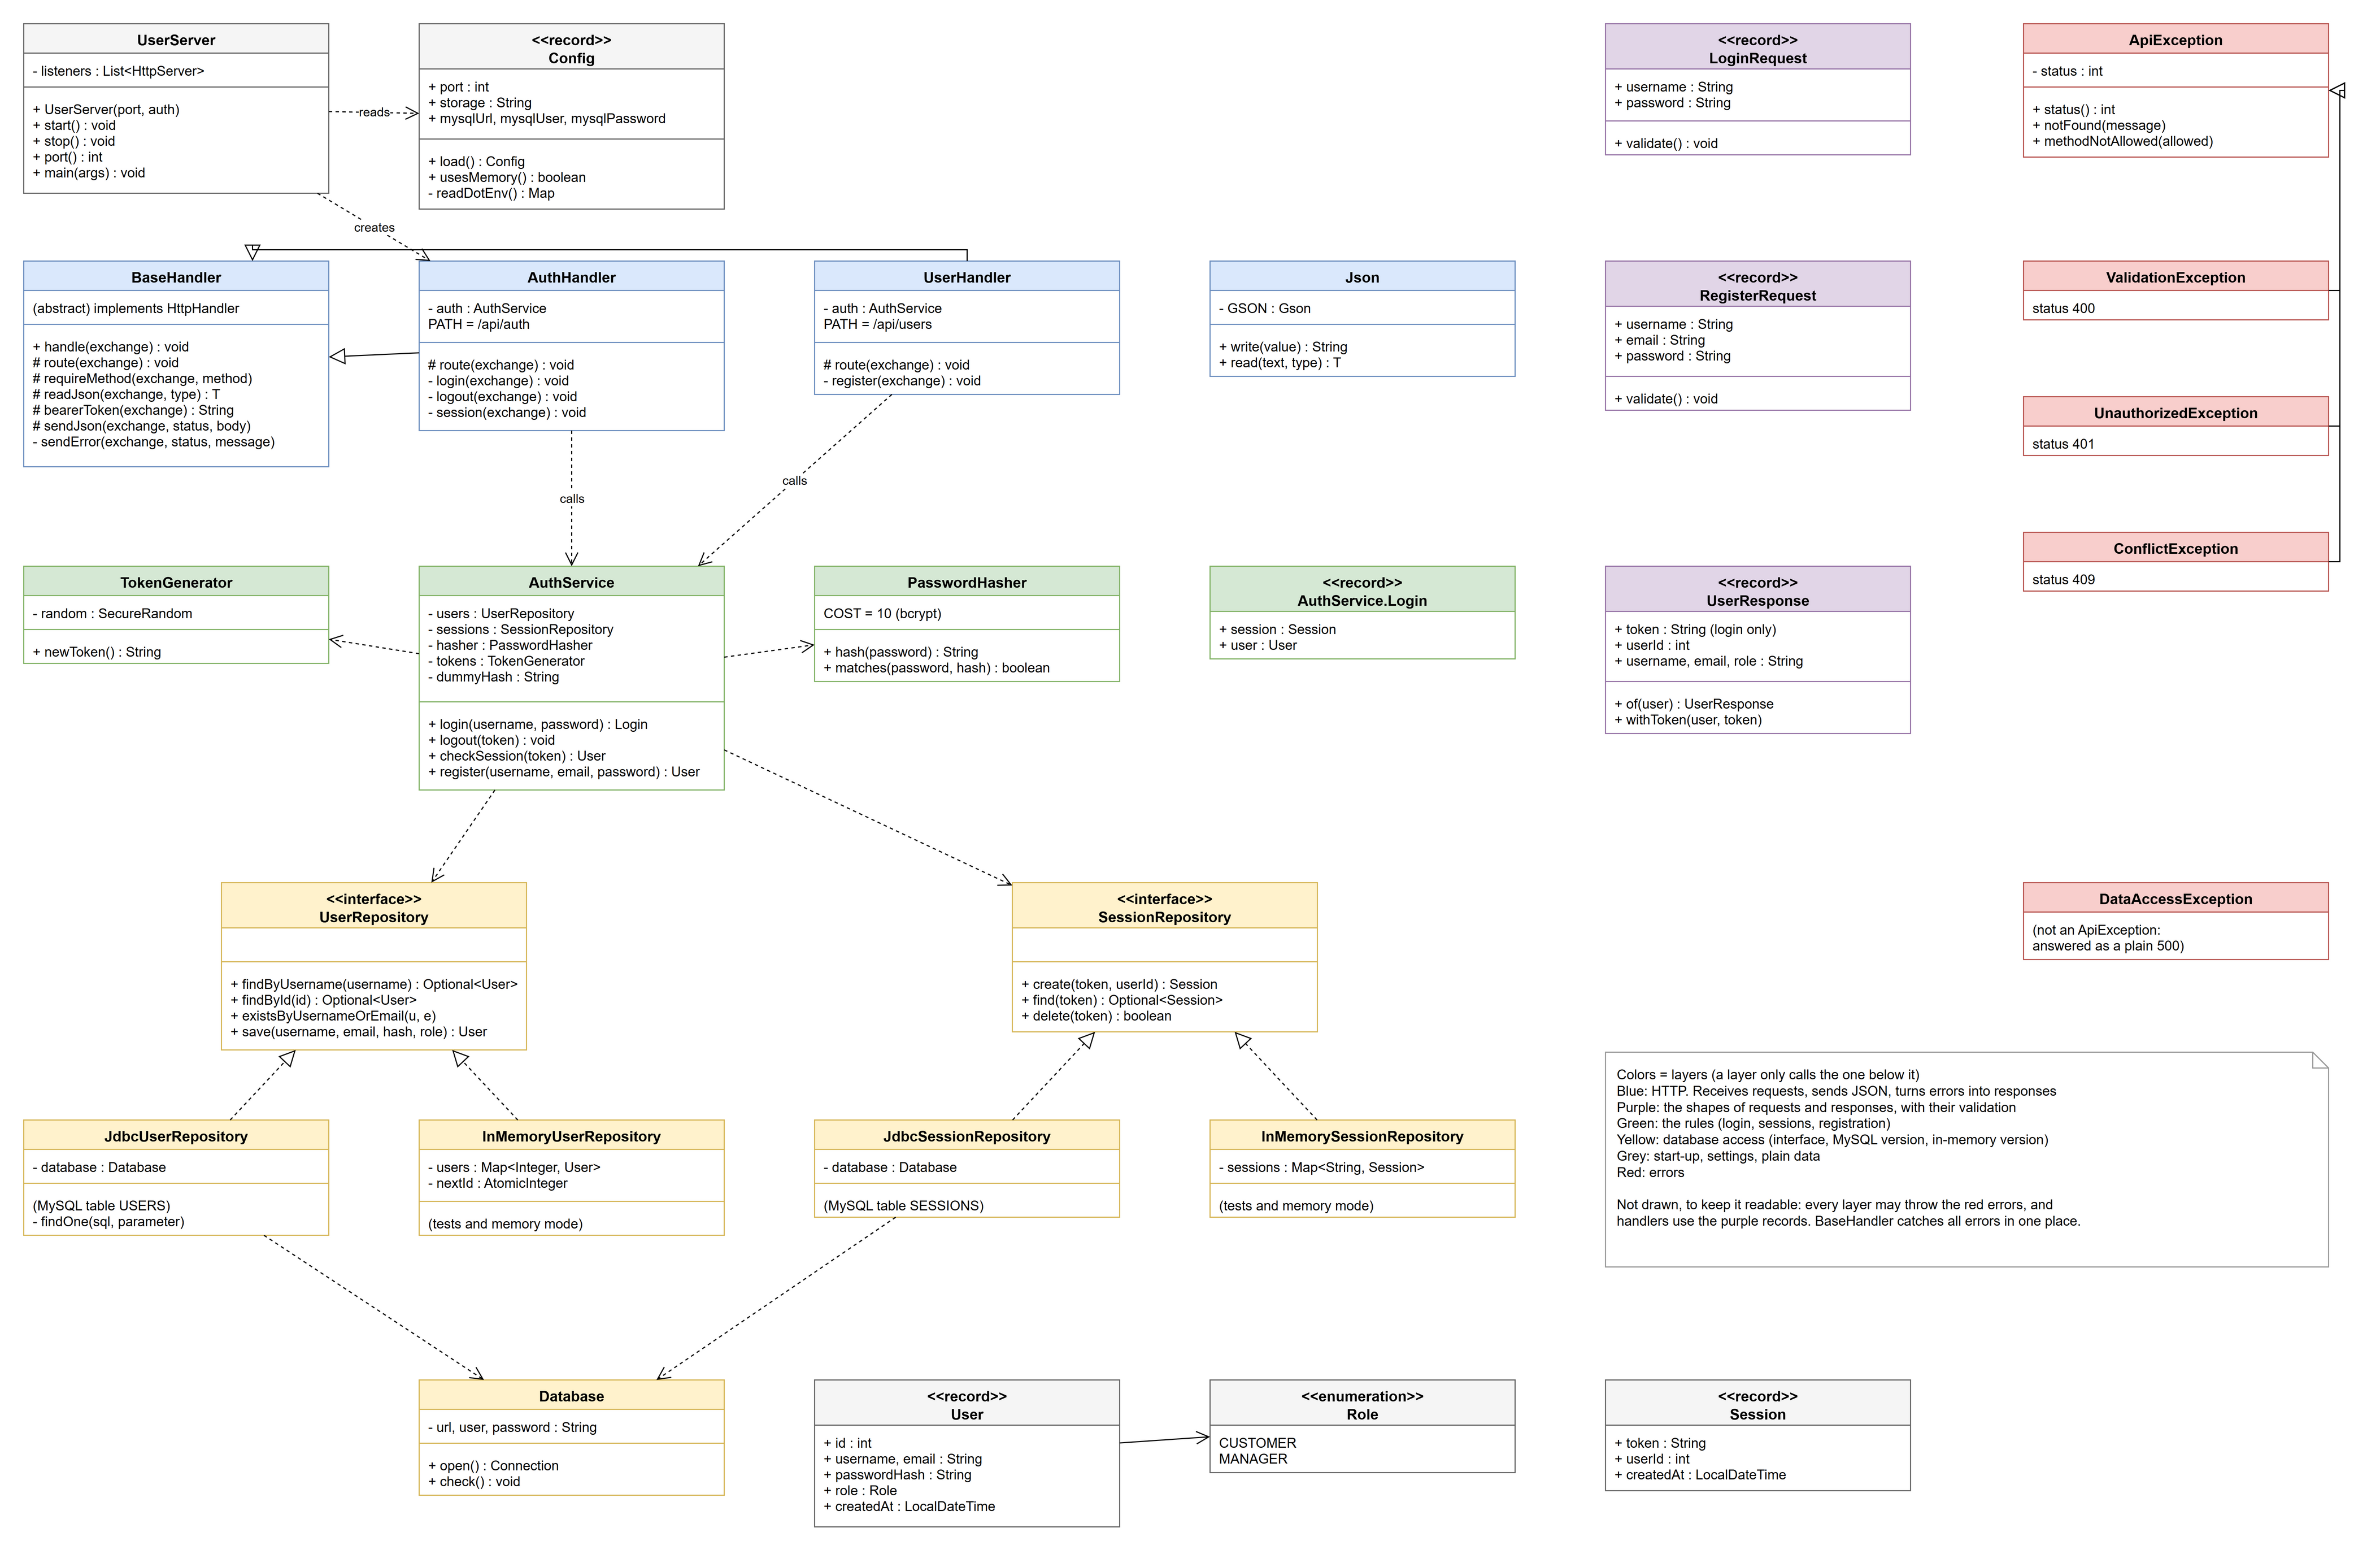 UserServer
- listeners : List<HttpServer>
+ UserServer(port, auth)
+ start() : void
+ stop() : void
+ port() : int
+ main(args) : void
reads
<<record>>
Config
+ port : int
+ storage : String
+ mysqlUrl, mysqlUser, mysqlPassword
+ load() : Config
+ usesMemory() : boolean
- readDotEnv() : Map
<<record>>
LoginRequest
+ username : String
+ password : String
+ validate() : void
ApiException
- status : int
+ status() : int
+ notFound(message)
+ methodNotAllowed(allowed)
creates
BaseHandler
(abstract) implements HttpHandler
+ handle(exchange) : void
# route(exchange) : void
# requireMethod(exchange, method)
# readJson(exchange, type) : T
# bearerToken(exchange) : String
# sendJson(exchange, status, body)
- sendError(exchange, status, message)
AuthHandler
- auth : AuthService
PATH = /api/auth
# route(exchange) : void
- login(exchange) : void
- logout(exchange) : void
- session(exchange) : void
UserHandler
- auth : AuthService
PATH = /api/users
# route(exchange) : void
- register(exchange) : void
Json
- GSON : Gson
+ write(value) : String
+ read(text, type) : T
<<record>>
RegisterRequest
+ username : String
+ email : String
+ password : String
+ validate() : void
ValidationException
status 400
UnauthorizedException
status 401
calls
calls
ConflictException
status 409
TokenGenerator
- random : SecureRandom
+ newToken() : String
AuthService
- users : UserRepository
- sessions : SessionRepository
- hasher : PasswordHasher
- tokens : TokenGenerator
- dummyHash : String
+ login(username, password) : Login
+ logout(token) : void
+ checkSession(token) : User
+ register(username, email, password) : User
PasswordHasher
COST = 10 (bcrypt)
+ hash(password) : String
+ matches(password, hash) : boolean
<<record>>
AuthService.Login
+ session : Session
+ user : User
<<record>>
UserResponse
+ token : String (login only)
+ userId : int
+ username, email, role : String
+ of(user) : UserResponse
+ withToken(user, token)
<<interface>>
UserRepository
+ findByUsername(username) : Optional<User>
+ findById(id) : Optional<User>
+ existsByUsernameOrEmail(u, e)
+ save(username, email, hash, role) : User
<<interface>>
SessionRepository
+ create(token, userId) : Session
+ find(token) : Optional<Session>
+ delete(token) : boolean
DataAccessException
(not an ApiException:
answered as a plain 500)
Colors = layers (a layer only calls the one below it)
Blue: HTTP. Receives requests, sends JSON, turns errors into responses
Purple: the shapes of requests and responses, with their validation
Green: the rules (login, sessions, registration)
Yellow: database access (interface, MySQL version, in-memory version)
Grey: start-up, settings, plain data
Red: errors
Not drawn, to keep it readable: every layer may throw the red errors, and
handlers use the purple records. BaseHandler catches all errors in one place.
JdbcUserRepository
- database : Database
(MySQL table USERS)
- findOne(sql, parameter)
InMemoryUserRepository
- users : Map<Integer, User>
- nextId : AtomicInteger
(tests and memory mode)
JdbcSessionRepository
- database : Database
(MySQL table SESSIONS)
InMemorySessionRepository
- sessions : Map<String, Session>
(tests and memory mode)
Database
- url, user, password : String
+ open() : Connection
+ check() : void
<<record>>
User
+ id : int
+ username, email : String
+ passwordHash : String
+ role : Role
+ createdAt : LocalDateTime
<<enumeration>>
Role
CUSTOMER
MANAGER
<<record>>
Session
+ token : String
+ userId : int
+ createdAt : LocalDateTime